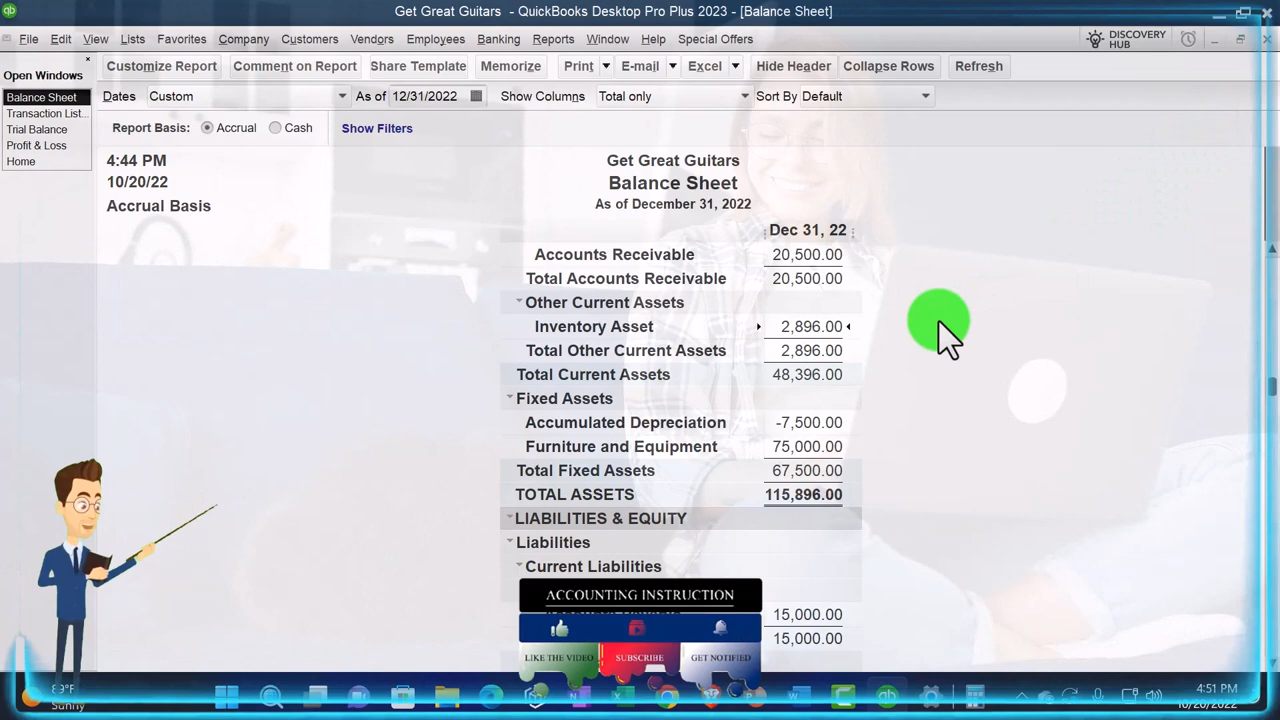 Get Great Guitars - QuickBooks Desktop Pro Plus 2023 - [Balance Sheet]
File Edit View Lists Favorites Company Customers Employees Vendors Banking Reports Window Help Special Offers
DISCOVERY HUB
Open Windows
Balance Sheet
Transaction List...
Trial Balance
Profit & Loss
Home
Customize Report Comment on Report Share Template Memorize Print E-mail Excel Hide Header Collapse Rows Refresh
Dates Custom As of 12/31/2022 Show Columns Total only Sort By Default
Report Basis: Accrual Cash Show Filters
4:44 PM
10/20/22
Accrual Basis
Get Great Guitars
Balance Sheet
As of December 31, 2022
Dec 31, 22
Accounts Receivable 20,500.00
Total Accounts Receivable 20,500.00
Other Current Assets
Inventory Asset 2,896.00
Total Other Current Assets 2,896.00
Total Current Assets 48,396.00
Fixed Assets
Accumulated Depreciation -7,500.00
Furniture and Equipment 75,000.00
Total Fixed Assets 67,500.00
TOTAL ASSETS 115,896.00
LIABILITIES & EQUITY
Liabilities
Current Liabilities
15,000.00
15,000.00
ACCOUNTING INSTRUCTION
LIKE THE VIDEO SUBSCRIBE GET NOTIFIED
89°F
Sunny
4:51 PM
10/20/2022